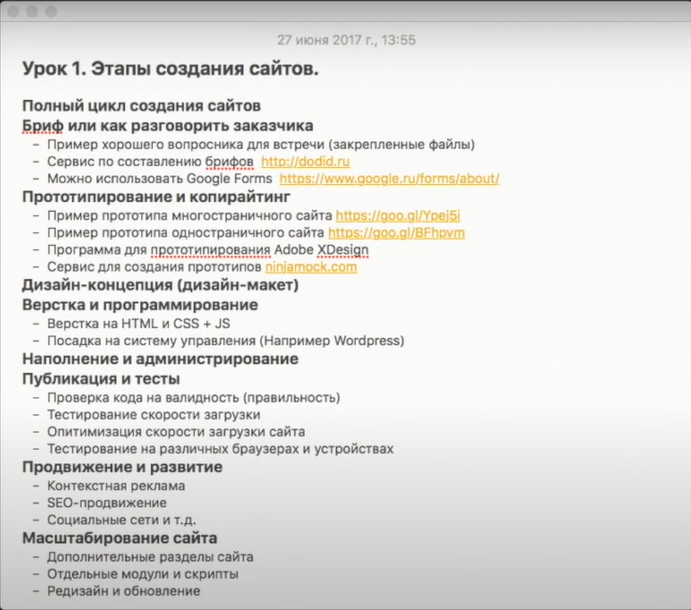 27 июня 2017 г., 13:55
Урок 1. Этапы создания сайтов.
Полный цикл создания сайтов
Бриф или как разговорить заказчика
– Пример хорошего вопросника для встречи (закрепленные файлы)
– Сервис по составлению брифов http://dodid.ru
– Можно использовать Google Forms https://www.google.ru/forms/about/
Прототипирование и копирайтинг
– Пример прототипа многостраничного сайта https://goo.gl/Ypej5i
– Пример прототипа одностраничного сайта https://goo.gl/BFhpvm
– Программа для прототипирования Adobe XDesign
– Сервис для создания прототипов ninjamock.com
Дизайн-концепция (дизайн-макет)
Верстка и программирование
– Верстка на HTML и CSS + JS
– Посадка на систему управления (Например Wordpress)
Наполнение и администрирование
Публикация и тесты
– Проверка кода на валидность (правильность)
– Тестирование скорости загрузки
– Опитимизация скорости загрузки сайта
– Тестирование на различных браузерах и устройствах
Продвижение и развитие
– Контекстная реклама
– SEO-продвижение
– Социальные сети и т.д.
Масштабирование сайта
– Дополнительные разделы сайта
– Отдельные модули и скрипты
– Редизайн и обновление